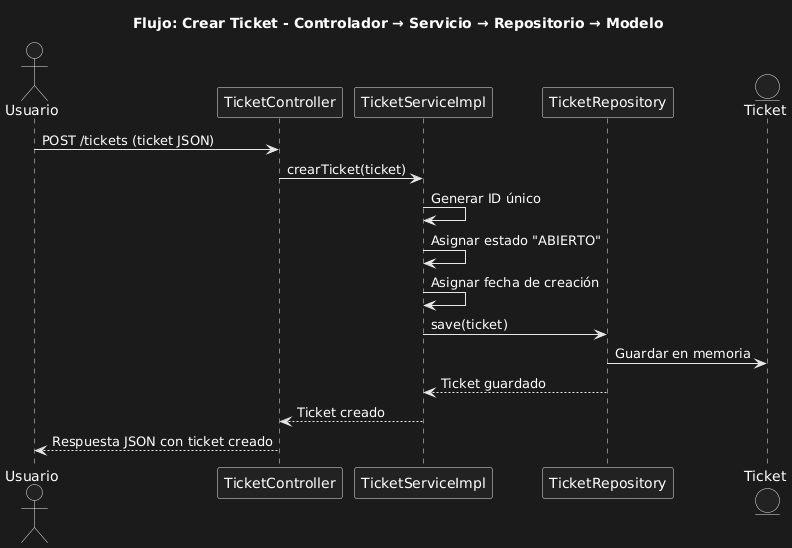 Flujo: Crear Ticket - Controlador → Servicio → Repositorio → Modelo
Usuario
TicketController
TicketServiceImpl
TicketRepository
Ticket
POST /tickets (ticket JSON)
crearTicket(ticket)
Generar ID único
Asignar estado "ABIERTO"
Asignar fecha de creación
save(ticket)
Guardar en memoria
Ticket guardado
Ticket creado
Respuesta JSON con ticket creado
Usuario
TicketController
TicketServiceImpl
TicketRepository
Ticket